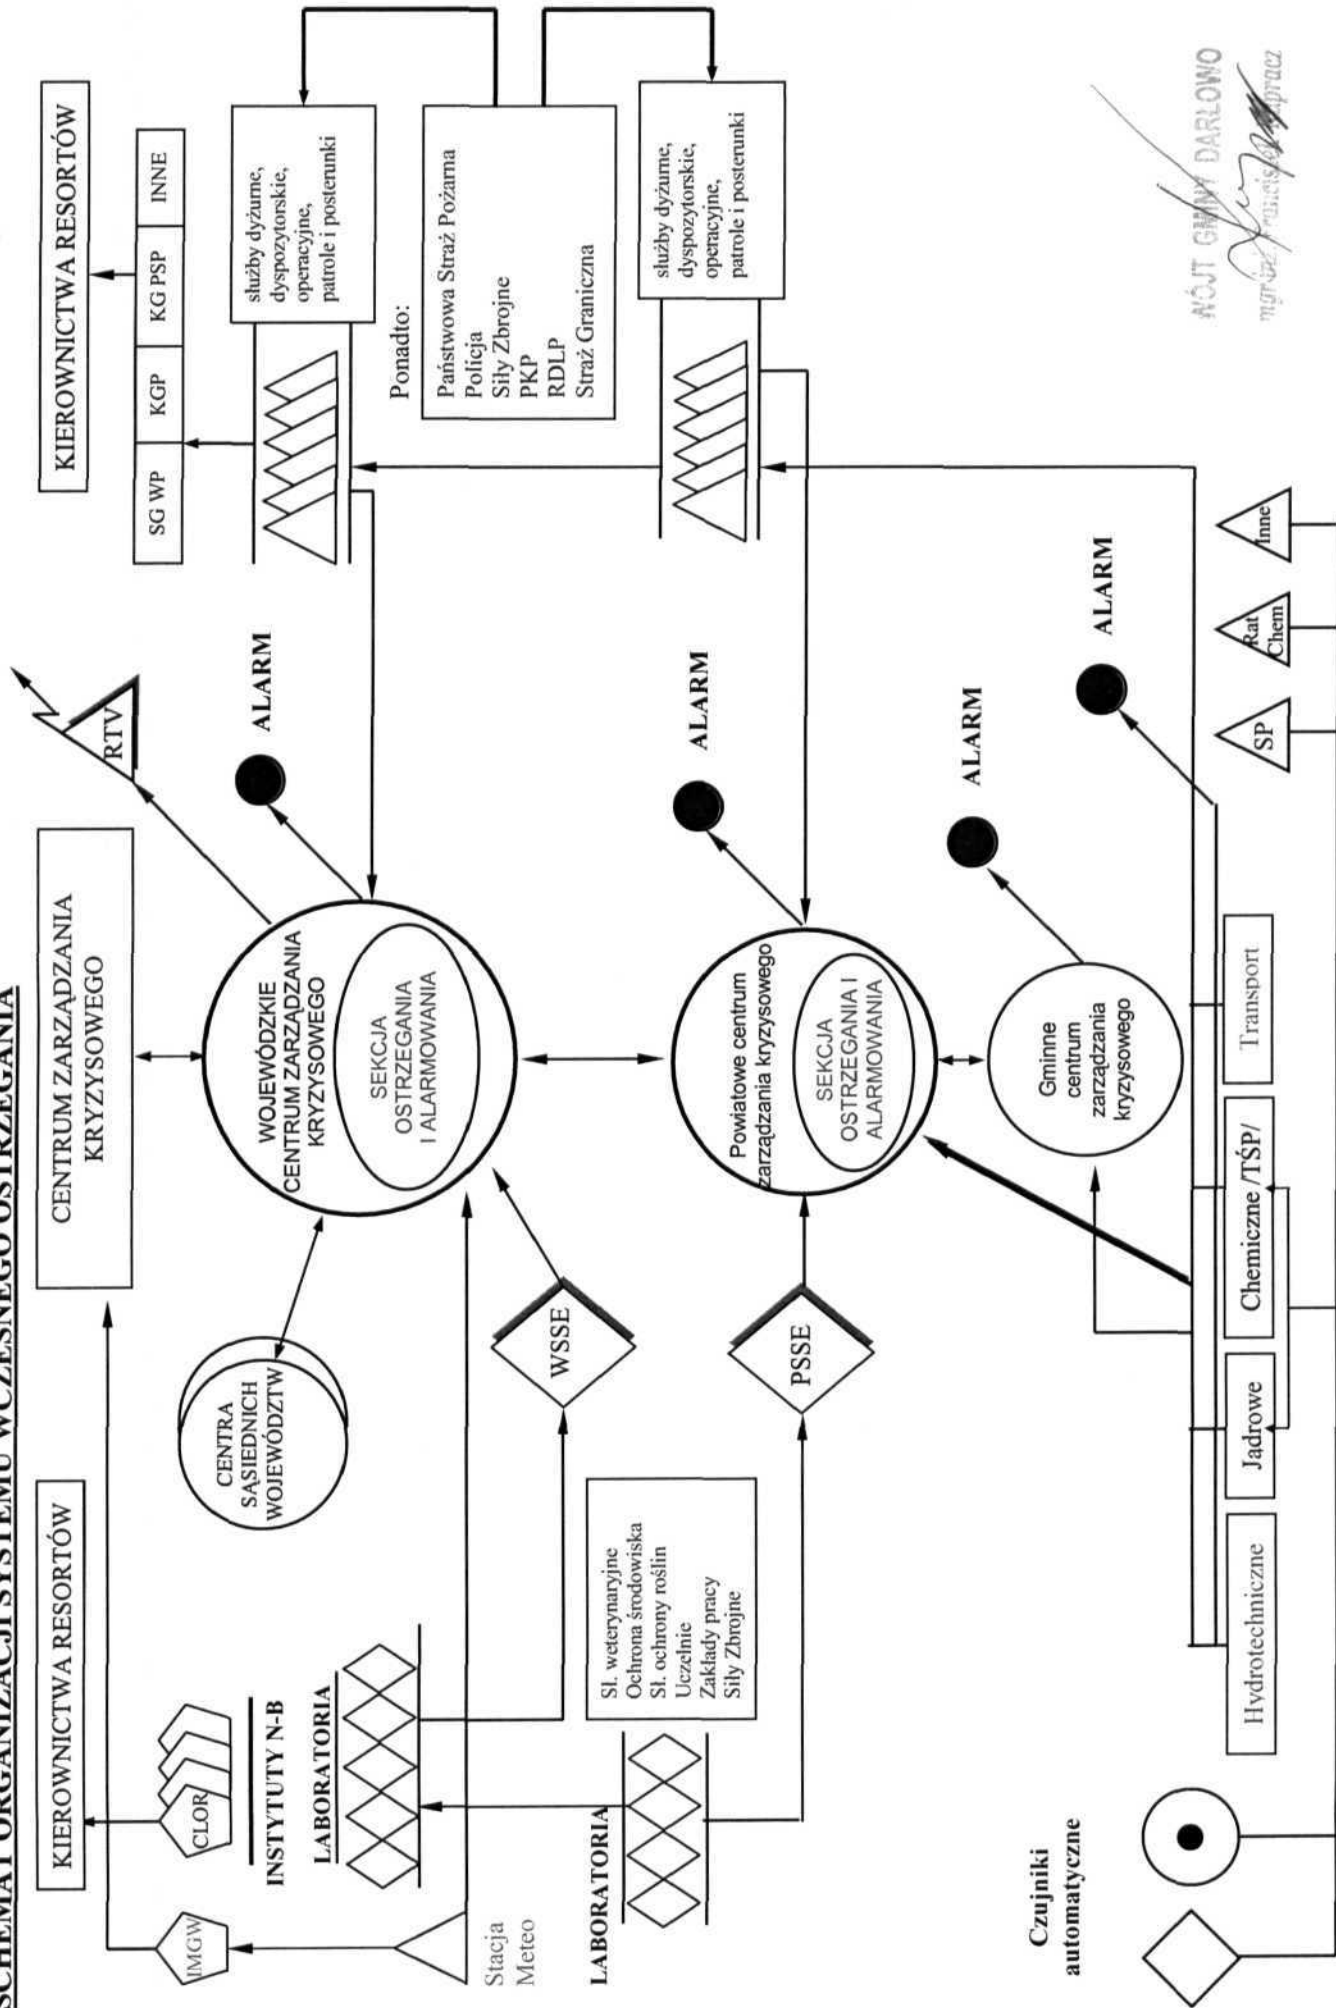 SCHEMAT ORGANIZACJI SYSTEMU WCZESNEGO OSTRZEGANIA
KIEROWNICTWA RESORTÓW
CENTRUM ZARZĄDZANIA
KRYZYSOWEGO
KIEROWNICTWA RESORTÓW
IMGW
CLOR
INSTYTUTY N-B
LABORATORIA
CENTRA
SĄSIEDNICH
WOJEWÓDZTW
WOJEWÓDZKIE
CENTRUM ZARZĄDZANIA
KRYZYSOWEGO
SEKCJA
OSTRZEGANIA
I ALARMOWANIA
RTV
ALARM
SG WP
KGP
KG PSP
INNE
służby dyżurne,
dyspozytorskie,
operacyjne,
patrole i posterunki
Ponadto:
Państwowa Straż Pożarna
Policja
Siły Zbrojne
PKP
RDLP
Straż Graniczna
Stacja
Meteo
WSSE
LABORATORIA
Sł. weterynaryjne
Ochrona środowiska
Sł. ochrony roślin
Uczelnie
Zakłady pracy
Siły Zbrojne
PSSE
Powiatowe centrum
zarządzania kryzysowego
SEKCJA
OSTRZEGANIA I
ALARMOWANIA
ALARM
służby dyżurne,
dyspozytorskie,
operacyjne,
patrole i posterunki
Gminne
centrum
zarządzania
kryzysowego
ALARM
ALARM
Czujniki
automatyczne
Hydrotechniczne
Jadrowe
Chemiczne /TŚP/
Transport
SP
Rat
Chem
Inne
WÓJT GMINY DARŁOWO